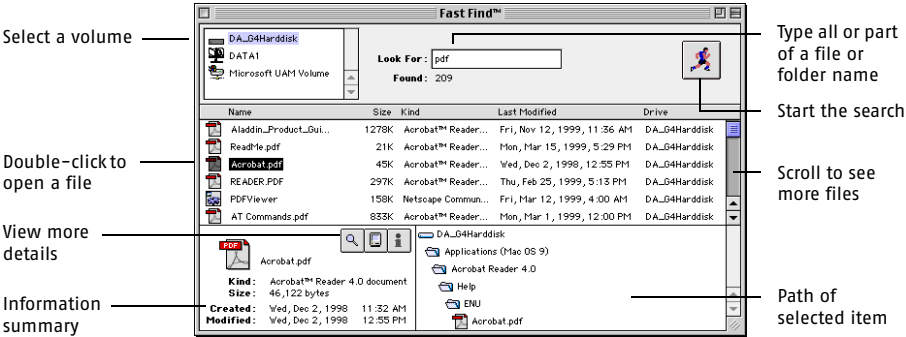 Fast Find™
Select a volume
DA_G4Harddisk
DATA1
Microsoft UAM Volume
Look For: pdf
Found: 209
Type all or part
of a file or
folder name
Start the search
Name Size Kind Last Modified Drive
Aladdin_Product_Gui... 1278K Acrobat™ Reader... Fri, Nov 12, 1999, 11:36 AM DA_G4Harddisk
ReadMe.pdf 21K Acrobat™ Reader... Mon, Mar 15, 1999, 5:29 PM DA_G4Harddisk
Acrobat.pdf 45K Acrobat™ Reader... Wed, Dec 2, 1998, 12:55 PM DA_G4Harddisk
READER.PDF 297K Acrobat™ Reader... Thu, Feb 25, 1999, 5:13 PM DA_G4Harddisk
PDFViewer 158K Netscape Commun... Fri, Mar 12, 1999, 4:00 AM DA_G4Harddisk
AT Commands.pdf 833K Acrobat™ Reader... Mon, Mar 1, 1999, 12:00 PM DA_G4Harddisk
Double-click to
open a file
Scroll to see
more files
View more
details
PDF
Acrobat.pdf
Kind: Acrobat™ Reader 4.0 document
Size: 46,122 bytes
Created: Wed, Dec 2, 1998 11:32 AM
Modified: Wed, Dec 2, 1998 12:55 PM
Information
summary
DA_G4Harddisk
Applications (Mac OS 9)
Acrobat Reader 4.0
Help
ENU
Acrobat.pdf
Path of
selected item